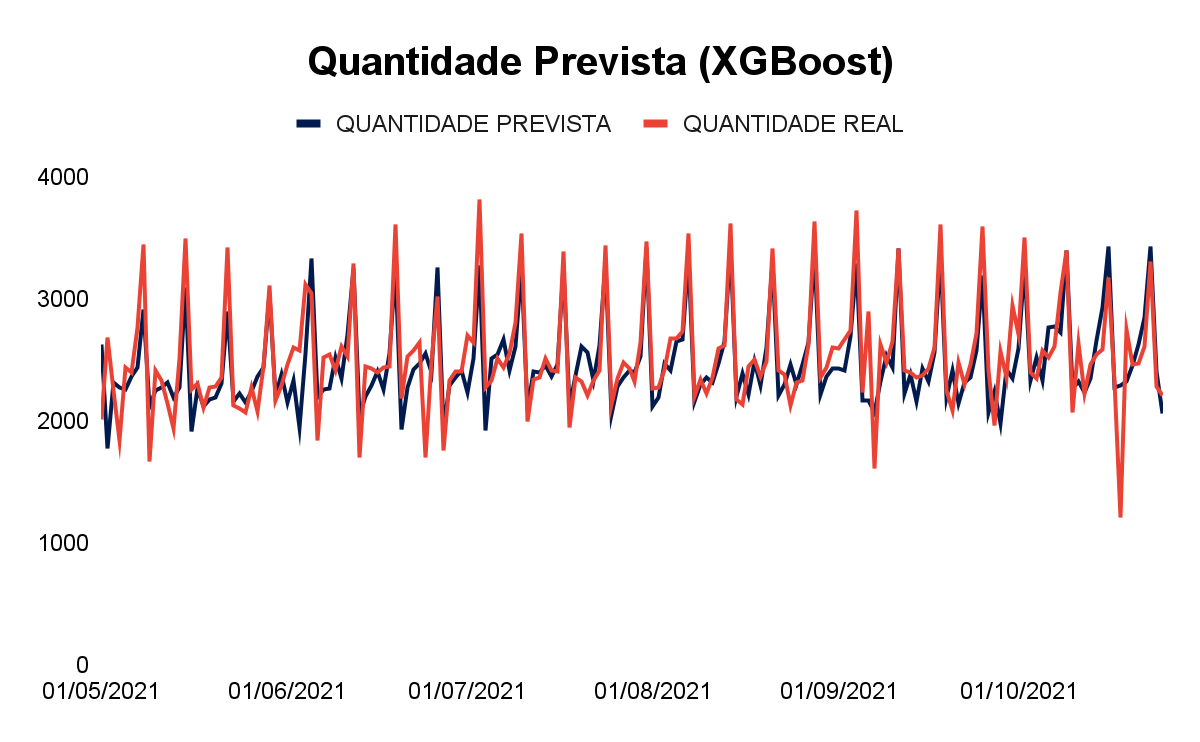 Quantidade Prevista (XGBoost)
QUANTIDADE PREVISTA QUANTIDADE REAL
4000
3000
2000
1000
0
01/05/2021 01/06/2021 01/07/2021 01/08/2021 01/09/2021 01/10/2021